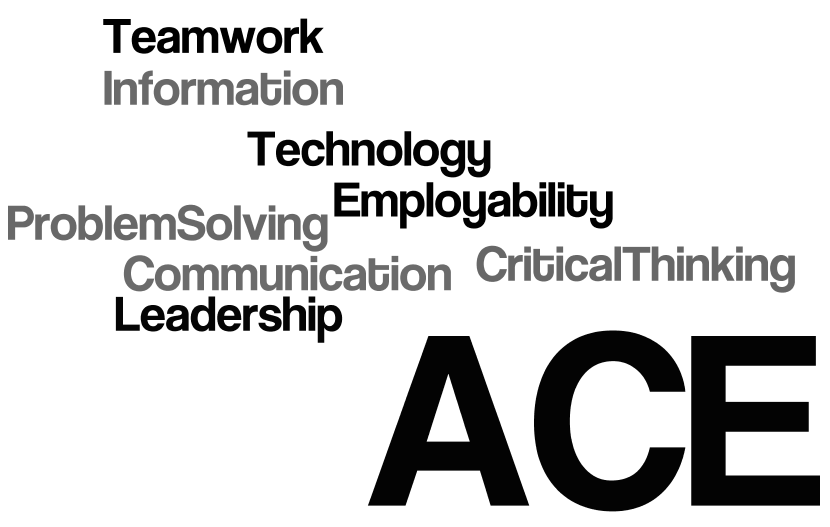 Teamwork
Information
Technology
Employability
ProblemSolving
CriticalThinking
Communication
Leadership
ACE